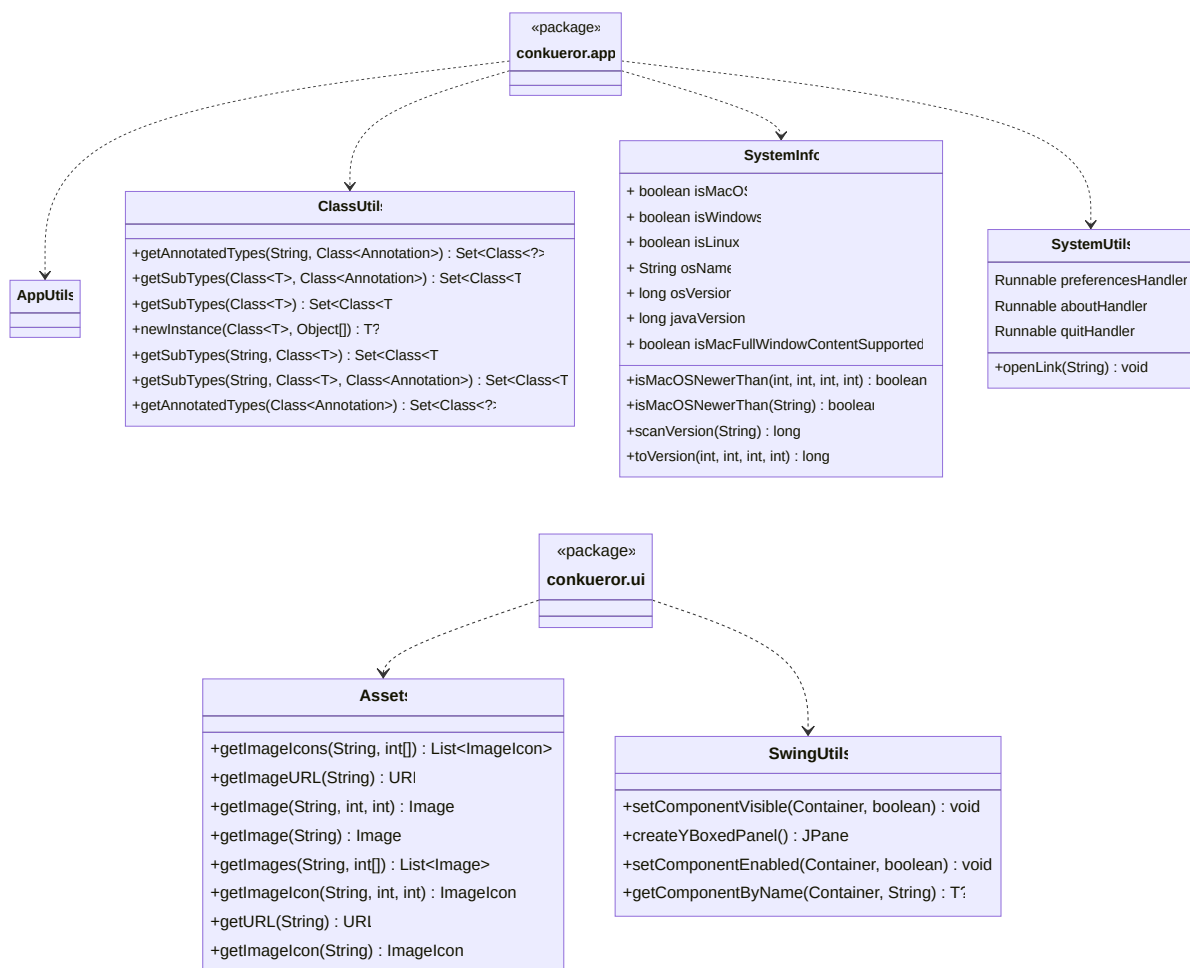 «package»
conkueror.app
AppUtils
ClassUtils
+getAnnotatedTypes(String, Class<Annotation>) : Set<Class<?>
+getSubTypes(Class<T>, Class<Annotation>) : Set<Class<T
+getSubTypes(Class<T>) : Set<Class<T
+newInstance(Class<T>, Object[]) : T?
+getSubTypes(String, Class<T>) : Set<Class<T
+getSubTypes(String, Class<T>, Class<Annotation>) : Set<Class<T
+getAnnotatedTypes(Class<Annotation>) : Set<Class<?>
SystemInfo
+ boolean isMacOS
+ boolean isWindows
+ boolean isLinux
+ String osName
+ long osVersion
+ long javaVersion
+ boolean isMacFullWindowContentSupported
+isMacOSNewerThan(int, int, int, int) : boolean
+isMacOSNewerThan(String) : boolean
+scanVersion(String) : long
+toVersion(int, int, int, int) : long
SystemUtils
Runnable preferencesHandler
Runnable aboutHandler
Runnable quitHandler
+openLink(String) : void
«package»
conkueror.ui
Assets
+getImageIcons(String, int[]) : List<ImageIcon>
+getImageURL(String) : URL
+getImage(String, int, int) : Image
+getImage(String) : Image
+getImages(String, int[]) : List<Image>
+getImageIcon(String, int, int) : ImageIcon
+getURL(String) : URL
+getImageIcon(String) : ImageIcon
SwingUtils
+setComponentVisible(Container, boolean) : void
+createYBoxedPanel() : JPane
+setComponentEnabled(Container, boolean) : void
+getComponentByName(Container, String) : T?